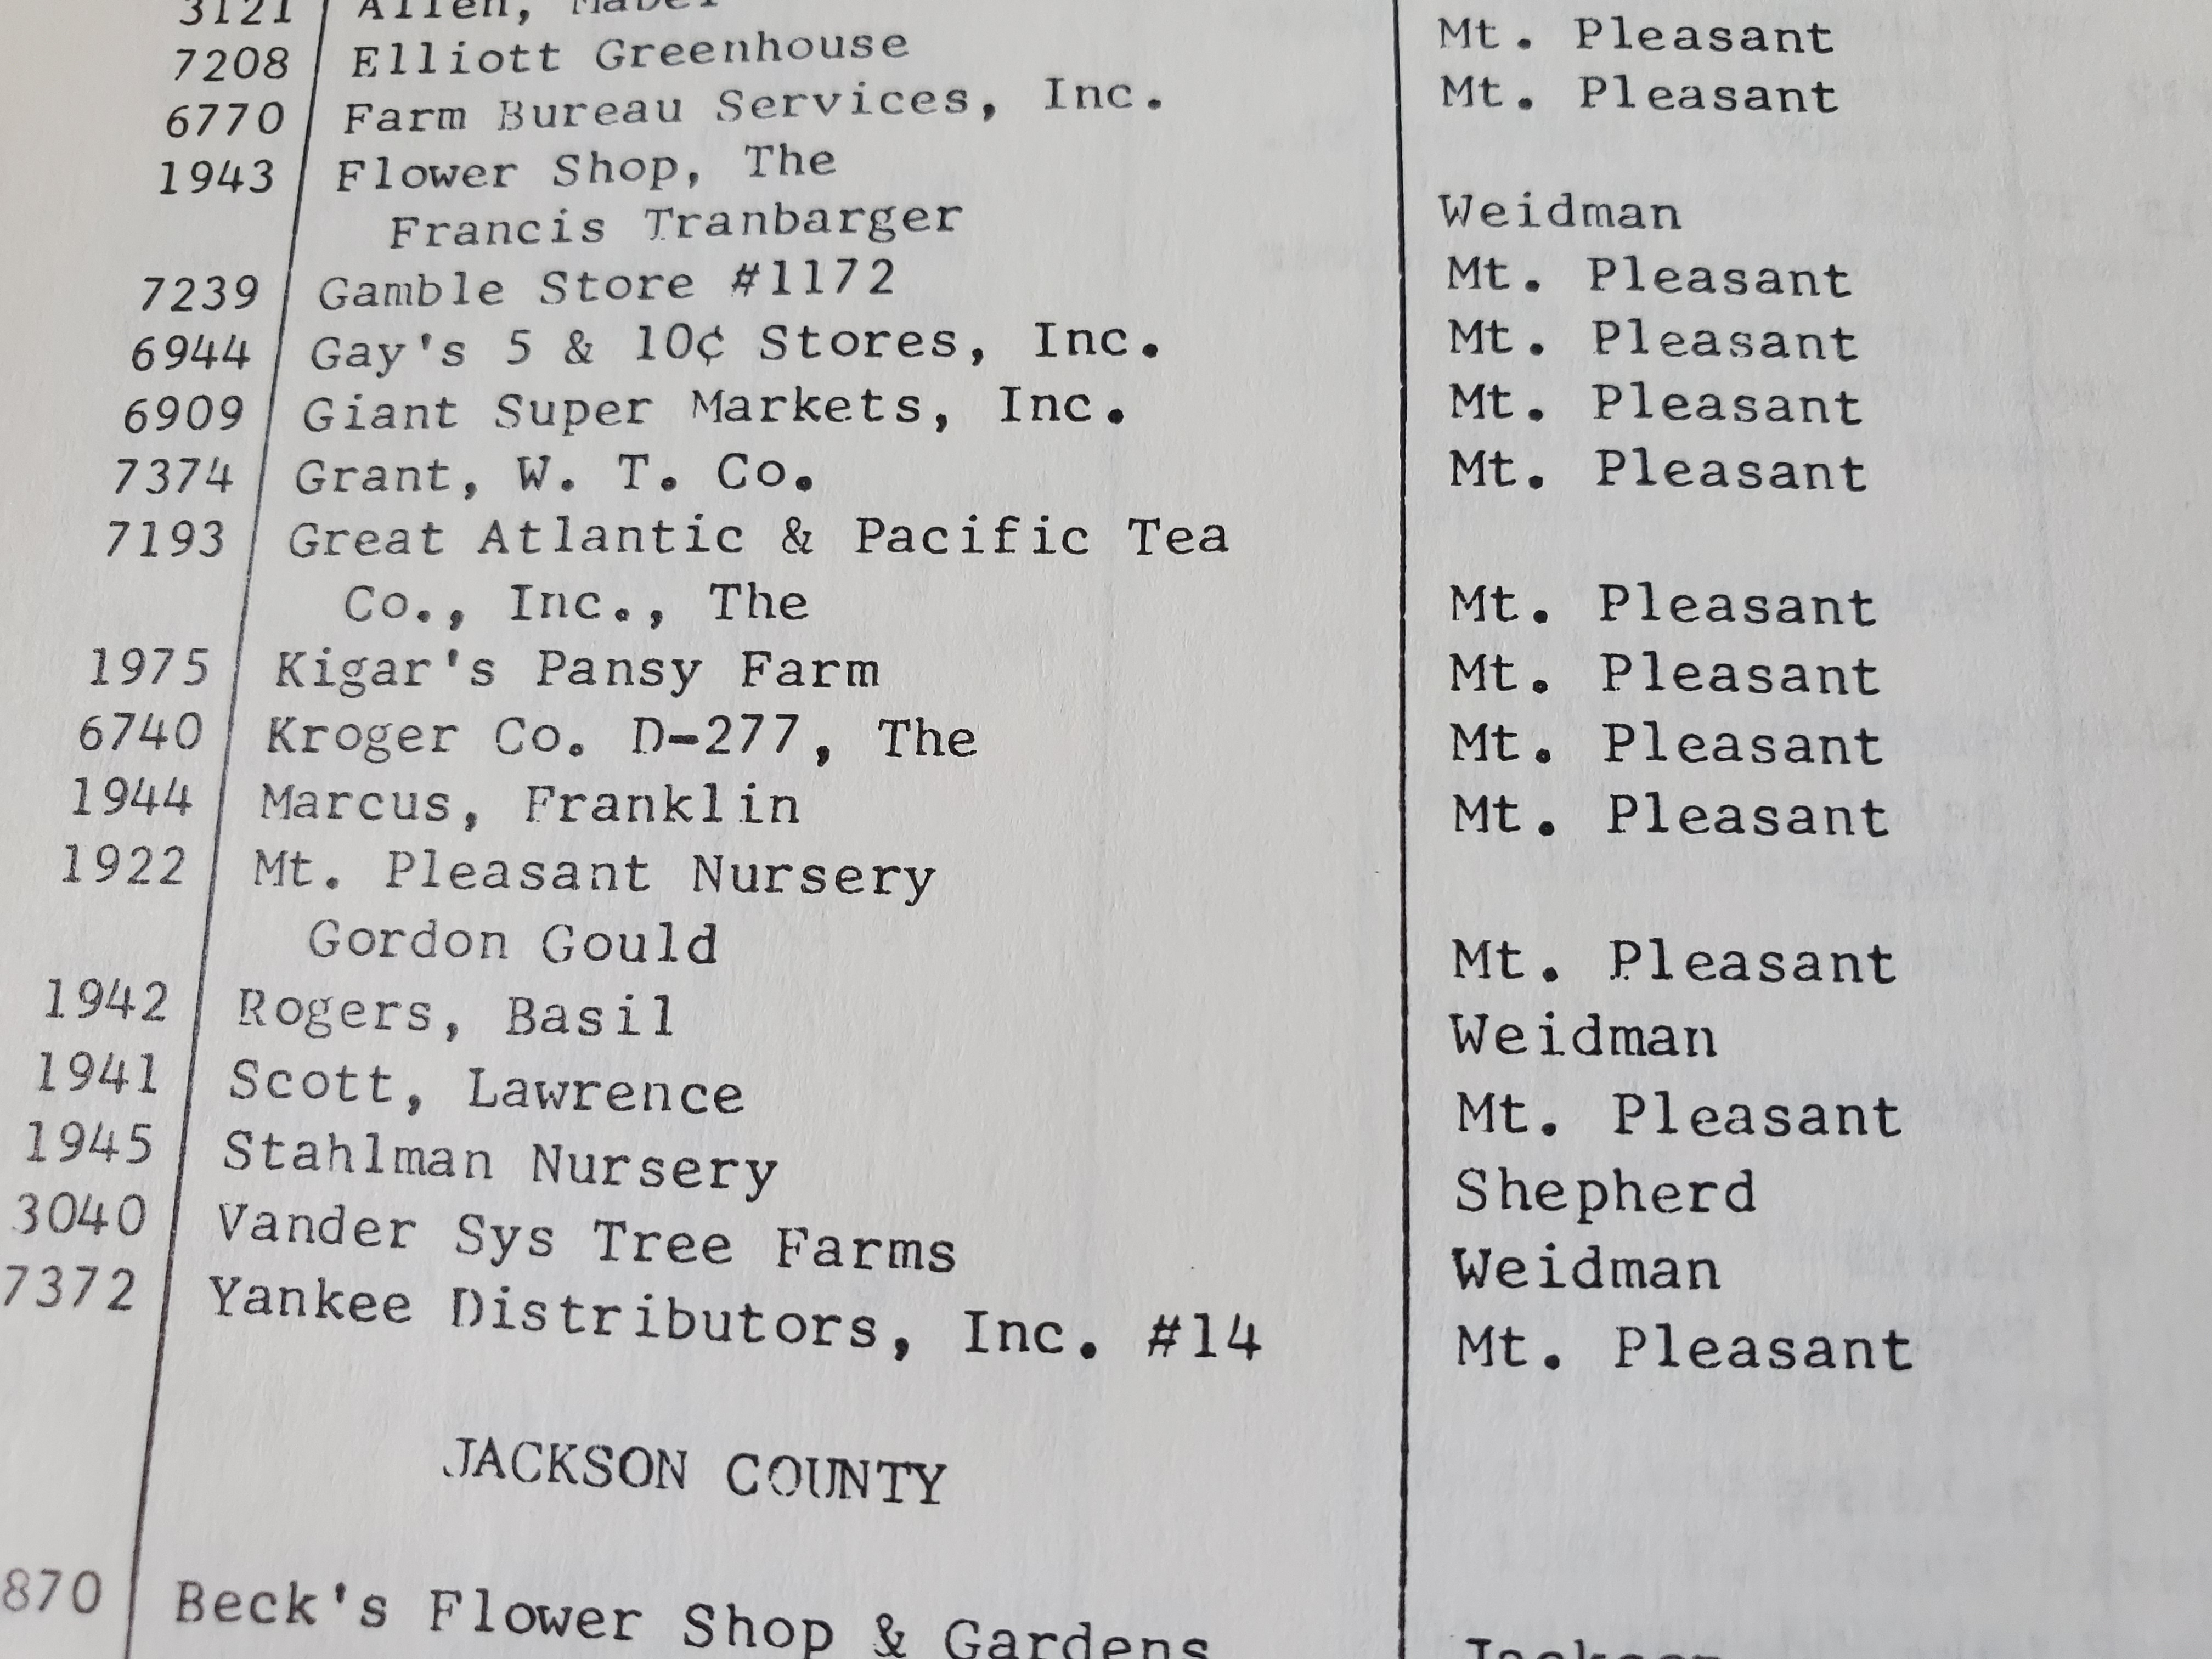 3121 Allen, Mabel
7208 Elliott Greenhouse Mt. Pleasant
6770 Farm Bureau Services, Inc. Mt. Pleasant
1943 Flower Shop, The
Francis Tranbarger Weidman
7239 Gamble Store #1172 Mt. Pleasant
6944 Gay's 5 & 10¢ Stores, Inc. Mt. Pleasant
6909 Giant Super Markets, Inc. Mt. Pleasant
7374 Grant, W. T. Co. Mt. Pleasant
7193 Great Atlantic & Pacific Tea
Co., Inc., The Mt. Pleasant
1975 Kigar's Pansy Farm Mt. Pleasant
6740 Kroger Co. D-277, The Mt. Pleasant
1944 Marcus, Franklin Mt. Pleasant
1922 Mt. Pleasant Nursery
Gordon Gould Mt. Pleasant
1942 Rogers, Basil Weidman
1941 Scott, Lawrence Mt. Pleasant
1945 Stahlman Nursery Shepherd
3040 Vander Sys Tree Farms Weidman
7372 Yankee Distributors, Inc. #14 Mt. Pleasant
JACKSON COUNTY
870 Beck's Flower Shop & Gardens Jackson